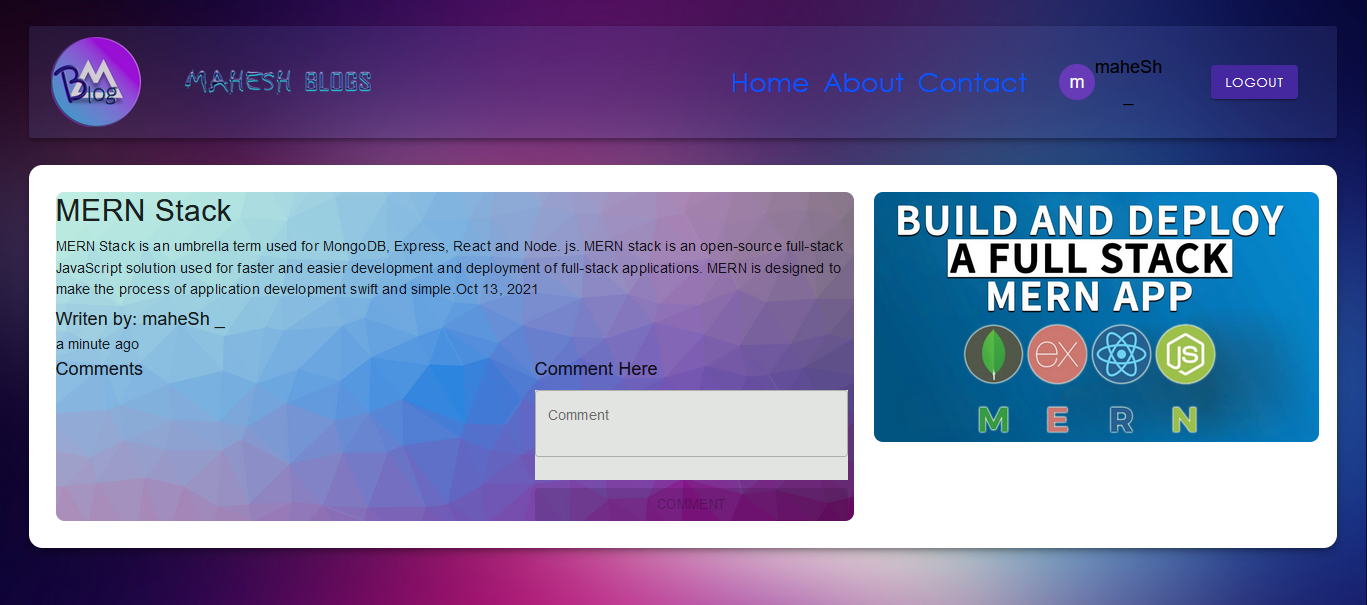 BM
log
MAHESH BLOGS
Home About Contact
m
maheSh
_
LOGOUT
MERN Stack
MERN Stack is an umbrella term used for MongoDB, Express, React and Node. js. MERN stack is an open-source full-stack
JavaScript solution used for faster and easier development and deployment of full-stack applications. MERN is designed to
make the process of application development swift and simple.Oct 13, 2021
Writen by: maheSh _
a minute ago
Comments
Comment Here
Comment
COMMENT
BUILD AND DEPLOY
A FULL STACK
MERN APP
ex
JS
M E R N